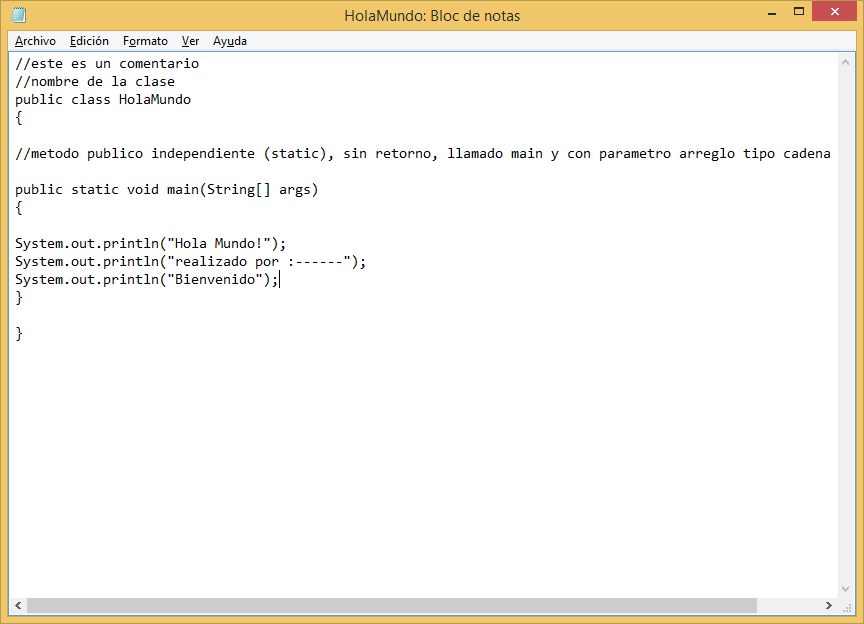 HolaMundo: Bloc de notas
Archivo Edición Formato Ver Ayuda
//este es un comentario
//nombre de la clase
public class HolaMundo
{
//metodo publico independiente (static), sin retorno, llamado main y con parametro arreglo tipo cadena
public static void main(String[] args)
{
System.out.println("Hola Mundo!");
System.out.println("realizado por :------");
System.out.println("Bienvenido");
}
}